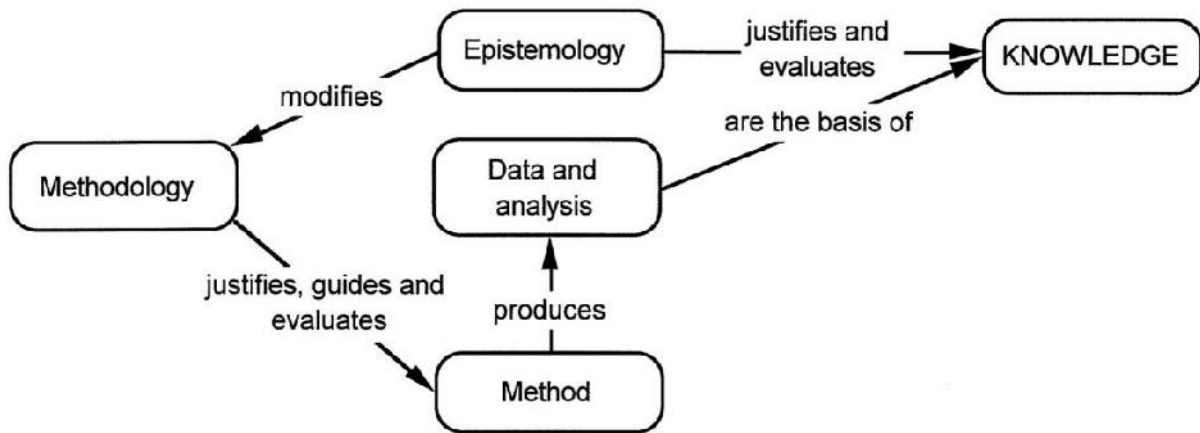 Epistemology
justifies and
evaluates
KNOWLEDGE
modifies
are the basis of
Methodology
Data and
analysis
justifies, guides and
evaluates
produces
Method